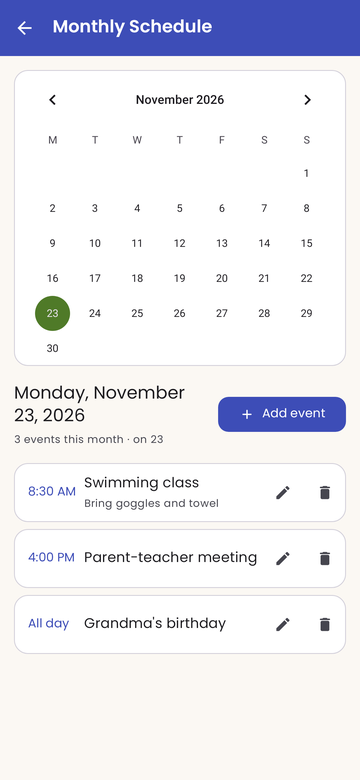 Monthly Schedule
November 2026
M T W T F S S
1
2 3 4 5 6 7 8
9 10 11 12 13 14 15
16 17 18 19 20 21 22
23 24 25 26 27 28 29
30
Monday, November
23, 2026
3 events this month · on 23
+ Add event
8:30 AM Swimming class
Bring goggles and towel
4:00 PM Parent-teacher meeting
All day Grandma's birthday